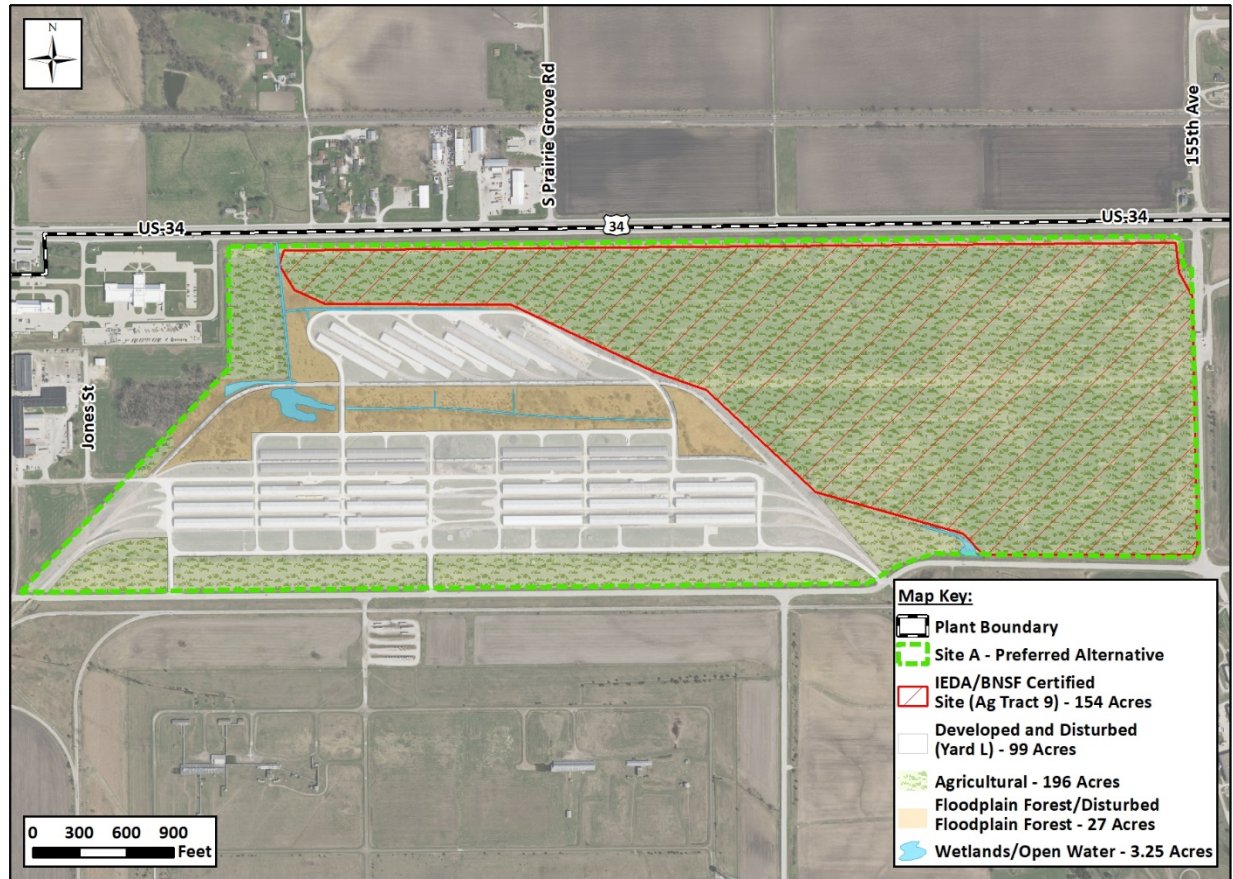 N
S Prairie Grove Rd
155th Ave
US-34
34
US-34
Jones St
Map Key:
Plant Boundary
Site A - Preferred Alternative
IEDA/BNSF Certified
Site (Ag Tract 9) - 154 Acres
Developed and Disturbed
(Yard L) - 99 Acres
Agricultural - 196 Acres
Floodplain Forest/Disturbed
Floodplain Forest - 27 Acres
Wetlands/Open Water - 3.25 Acres
0 300 600 900
Feet